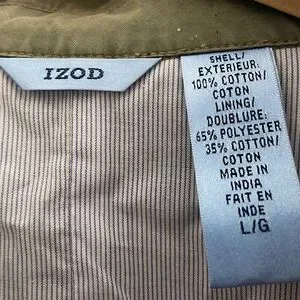 IZOD
SHELL/
EXTERIEUR:
100% COTTON/
COTON
LINING/
DOUBLURE:
65% POLYESTER
35% COTTON/
COTON
MADE IN
INDIA
FAIT EN
INDE
L/G